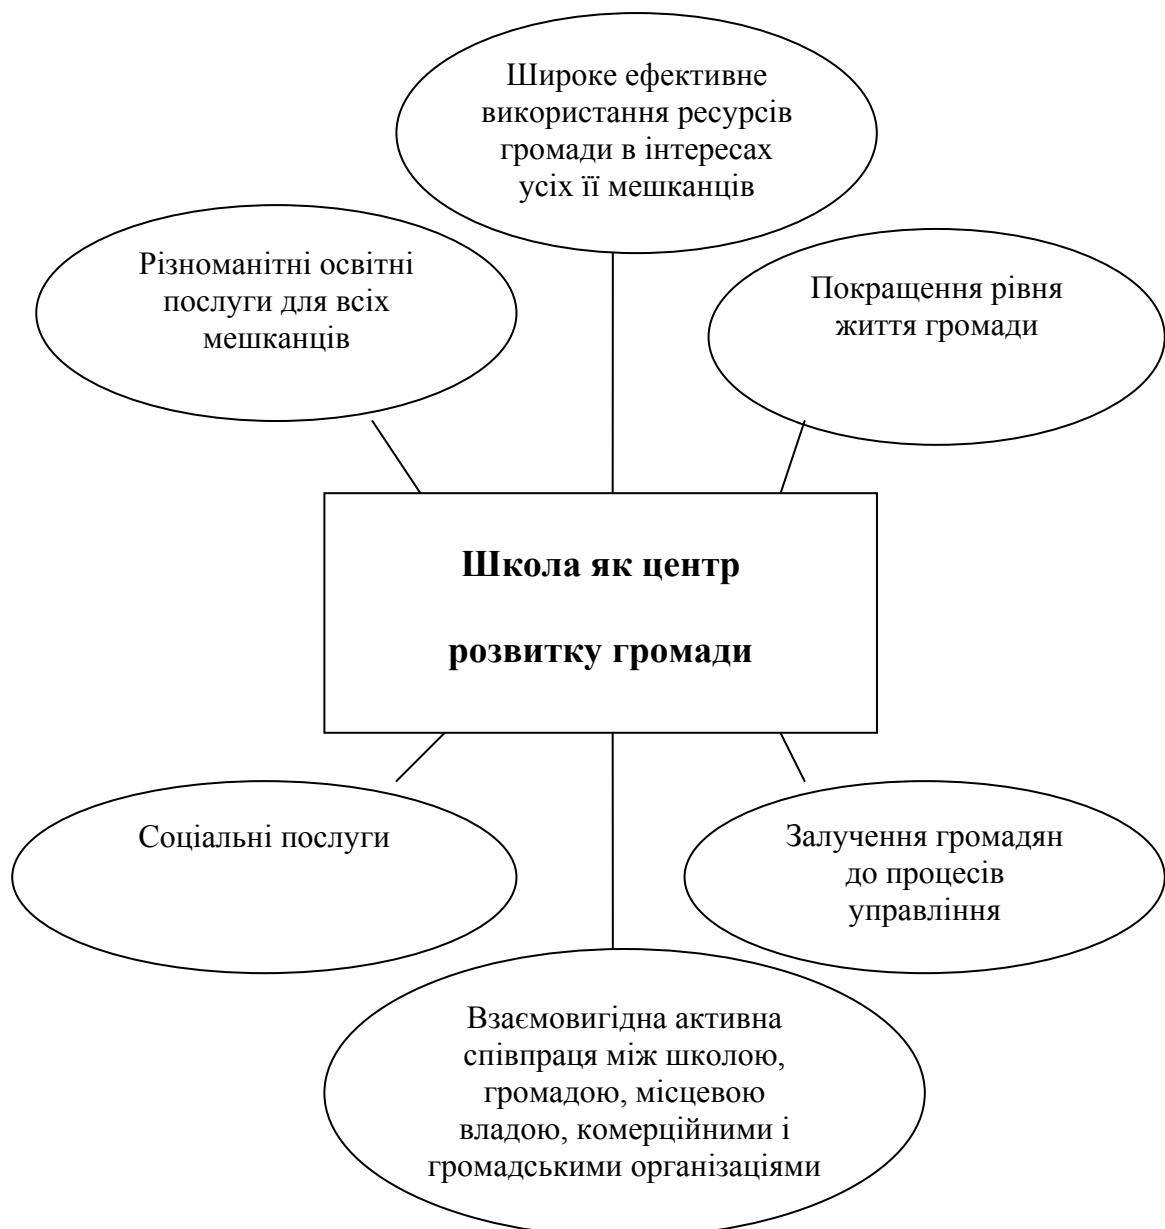 Широке ефективне
використання ресурсів
громади в інтересах
усіх її мешканців
Різноманітні освітні
послуги для всіх
мешканців
Покращення рівня
життя громади
Школа як центр
розвитку громади
Соціальні послуги
Залучення громадян
до процесів
управління
Взаємовигідна активна
співпраця між школою,
громадою, місцевою
владою, комерційними і
громадськими організаціями